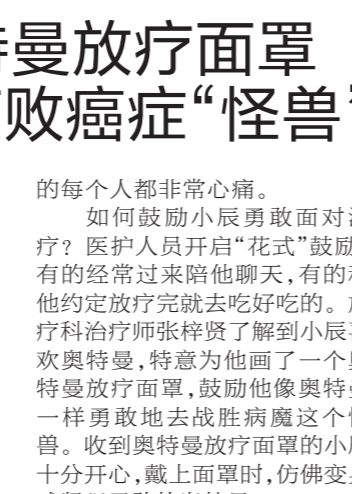 特曼放疗面罩
败癌症“怪兽”
的每个人都非常心痛。
如何鼓励小辰勇敢面对
疗？医护人员开启“花式”鼓励
有的经常过来陪他聊天，有的
他约定放疗完就去吃好吃的。
疗科治疗师张梓贤了解到小辰
欢奥特曼，特意为他画了一个
特曼放疗面罩，鼓励他像奥特曼
一样勇敢地去战胜病魔这个
兽。收到奥特曼放疗面罩的小
十分开心，戴上面罩时，仿佛变